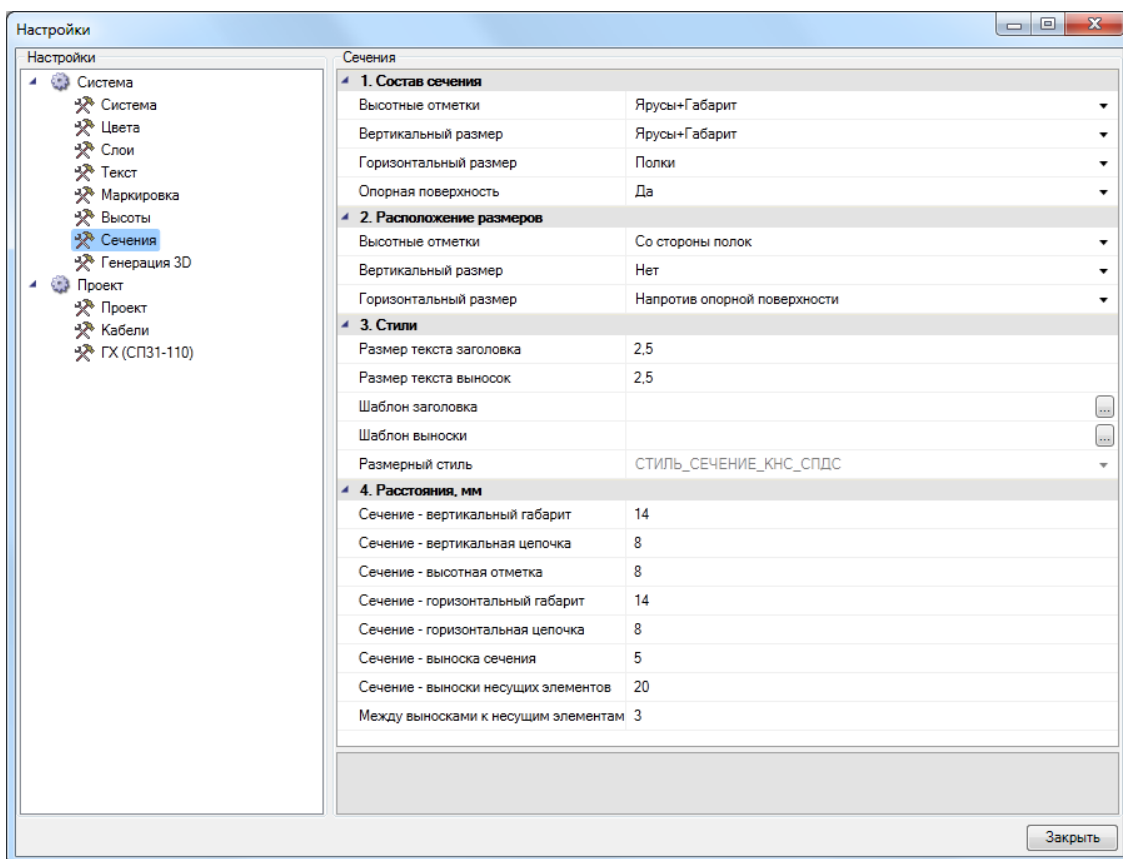 Настройки
Настройки
Система
Система
Цвета
Слои
Текст
Маркировка
Высоты
Сечения
Генерация 3D
Проект
Проект
Кабели
ГХ (СП31-110)
Сечения
1. Состав сечения
Высотные отметки Ярусы+Габарит
Вертикальный размер Ярусы+Габарит
Горизонтальный размер Полки
Опорная поверхность Да
2. Расположение размеров
Высотные отметки Со стороны полок
Вертикальный размер Нет
Горизонтальный размер Напротив опорной поверхности
3. Стили
Размер текста заголовка 2,5
Размер текста выносок 2,5
Шаблон заголовка ...
Шаблон выноски ...
Размерный стиль СТИЛЬ_СЕЧЕНИЕ_КНС_СПДС
4. Расстояния, мм
Сечение - вертикальный габарит 14
Сечение - вертикальная цепочка 8
Сечение - высотная отметка 8
Сечение - горизонтальный габарит 14
Сечение - горизонтальная цепочка 8
Сечение - выноска сечения 5
Сечение - выноски несущих элементов 20
Между выносками к несущим элементам 3
Закрыть